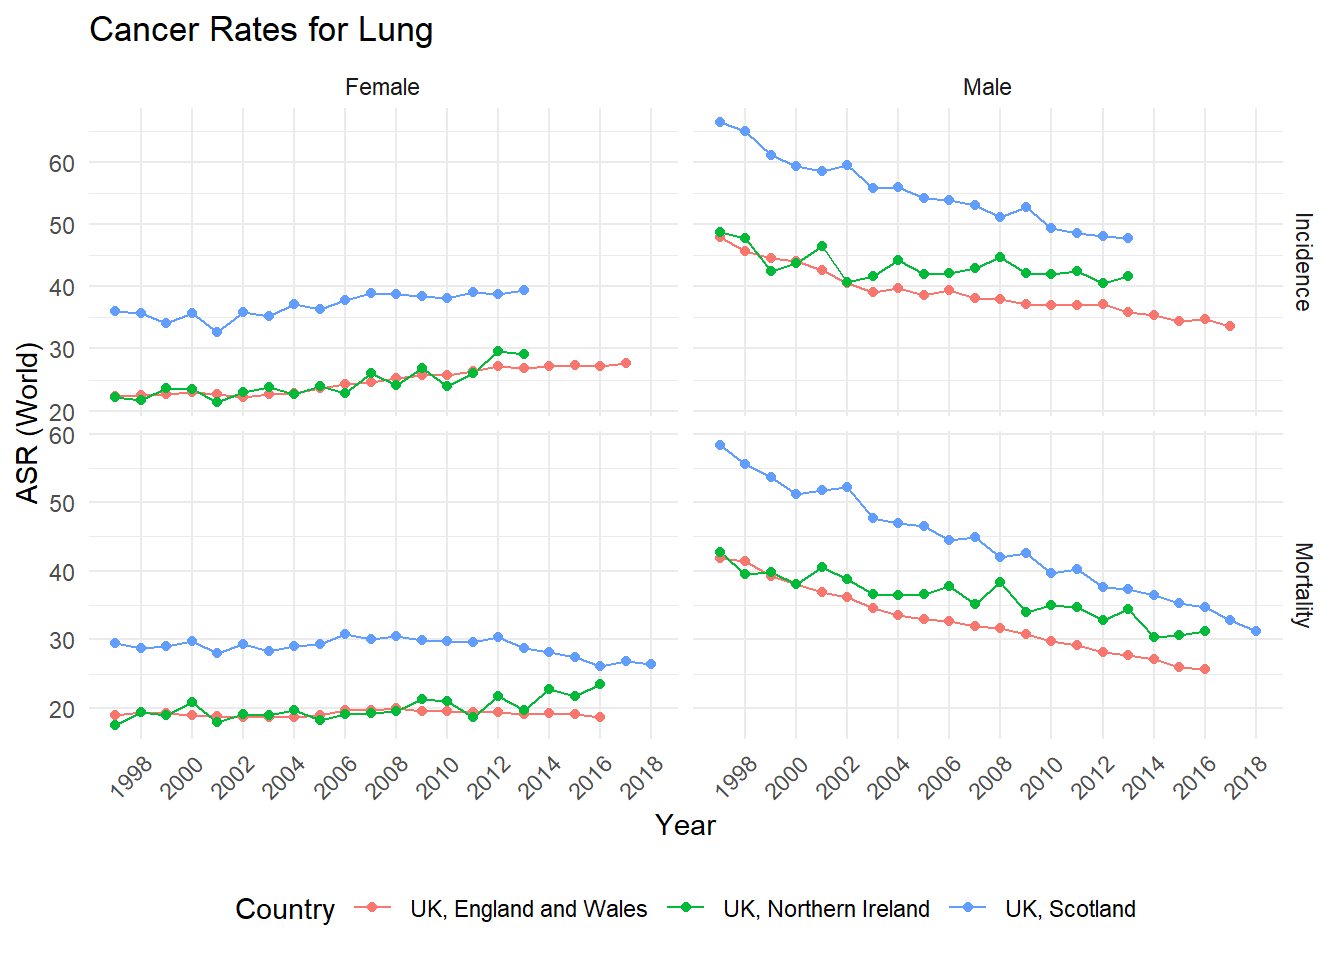 Cancer Rates for Lung
Female Male
60
50
40
30
20
Incidence
60
50
40
30
20
Mortality
ASR (World)
1998 2000 2002 2004 2006 2008 2010 2012 2014 2016 2018 1998 2000 2002 2004 2006 2008 2010 2012 2014 2016 2018
Year
Country UK, England and Wales UK, Northern Ireland UK, Scotland